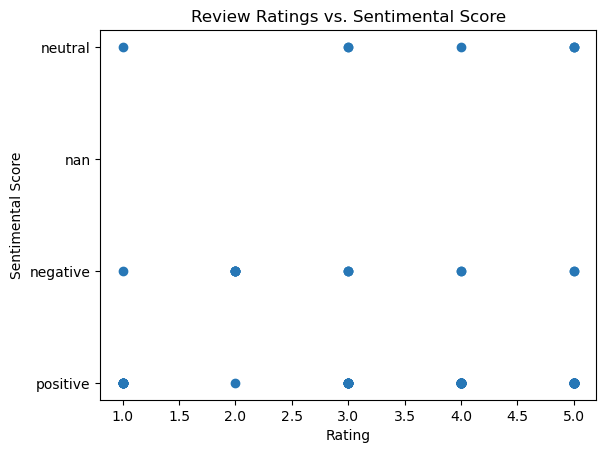 Review Ratings vs. Sentimental Score
neutral
nan
negative
positive
Sentimental Score
1.0 1.5 2.0 2.5 3.0 3.5 4.0 4.5 5.0
Rating